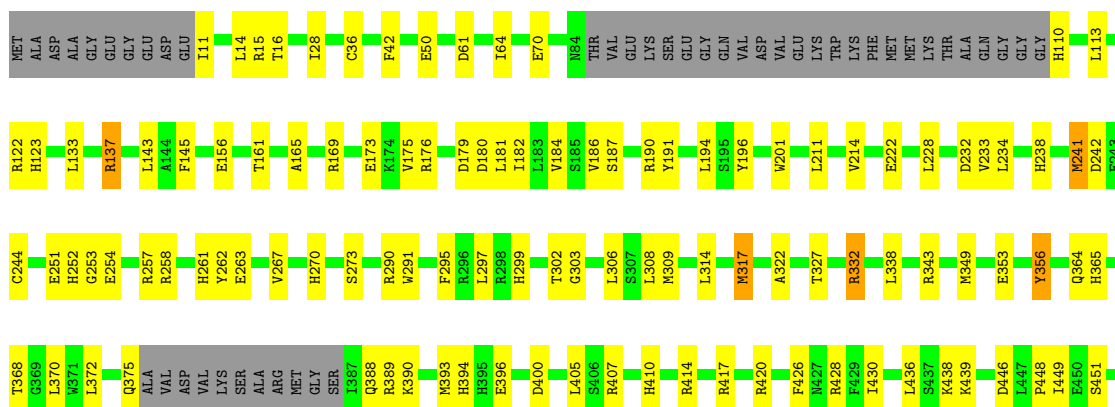 MET ALA ASP ALA GLY GLU GLY GLU ASP GLU I11 L14 R15 T16 I28 C36 F42 E50 D61 I64 E70 N84 THR VAL GLU LYS SER GLU GLY GLN VAL ASP VAL GLU LYS TRP LYS PHE MET MET LYS THR ALA GLN GLY GLY GLY H110 L113
R122 H123 L133 R137 L143 A144 F145 E156 T161 A165 R169 E173 K174 V175 R176 D179 D180 L181 I182 L183 V184 S185 V186 S187 R190 Y191 L194 S195 Y196 W201 L211 V214 E222 L228 D232 V233 L234 H238 M241 D242 E243
C244 E251 H252 G253 E254 R257 R258 H261 Y262 E263 V267 H270 S273 R290 W291 F295 R296 L297 R298 H299 T302 G303 L306 S307 L308 M309 L314 M317 A322 T327 R332 L338 R343 M349 E353 Y356 Q364 H365
T368 G369 L370 W371 L372 Q375 ALA VAL ASP VAL LYS SER ALA ARG MET GLY SER I387 Q388 R389 K390 M393 H394 H395 E396 D400 L405 S406 R407 H410 R414 R417 R420 F426 N427 R428 F429 I430 L436 S437 K438 K439 D446 L447 P448 I449 E450 S451